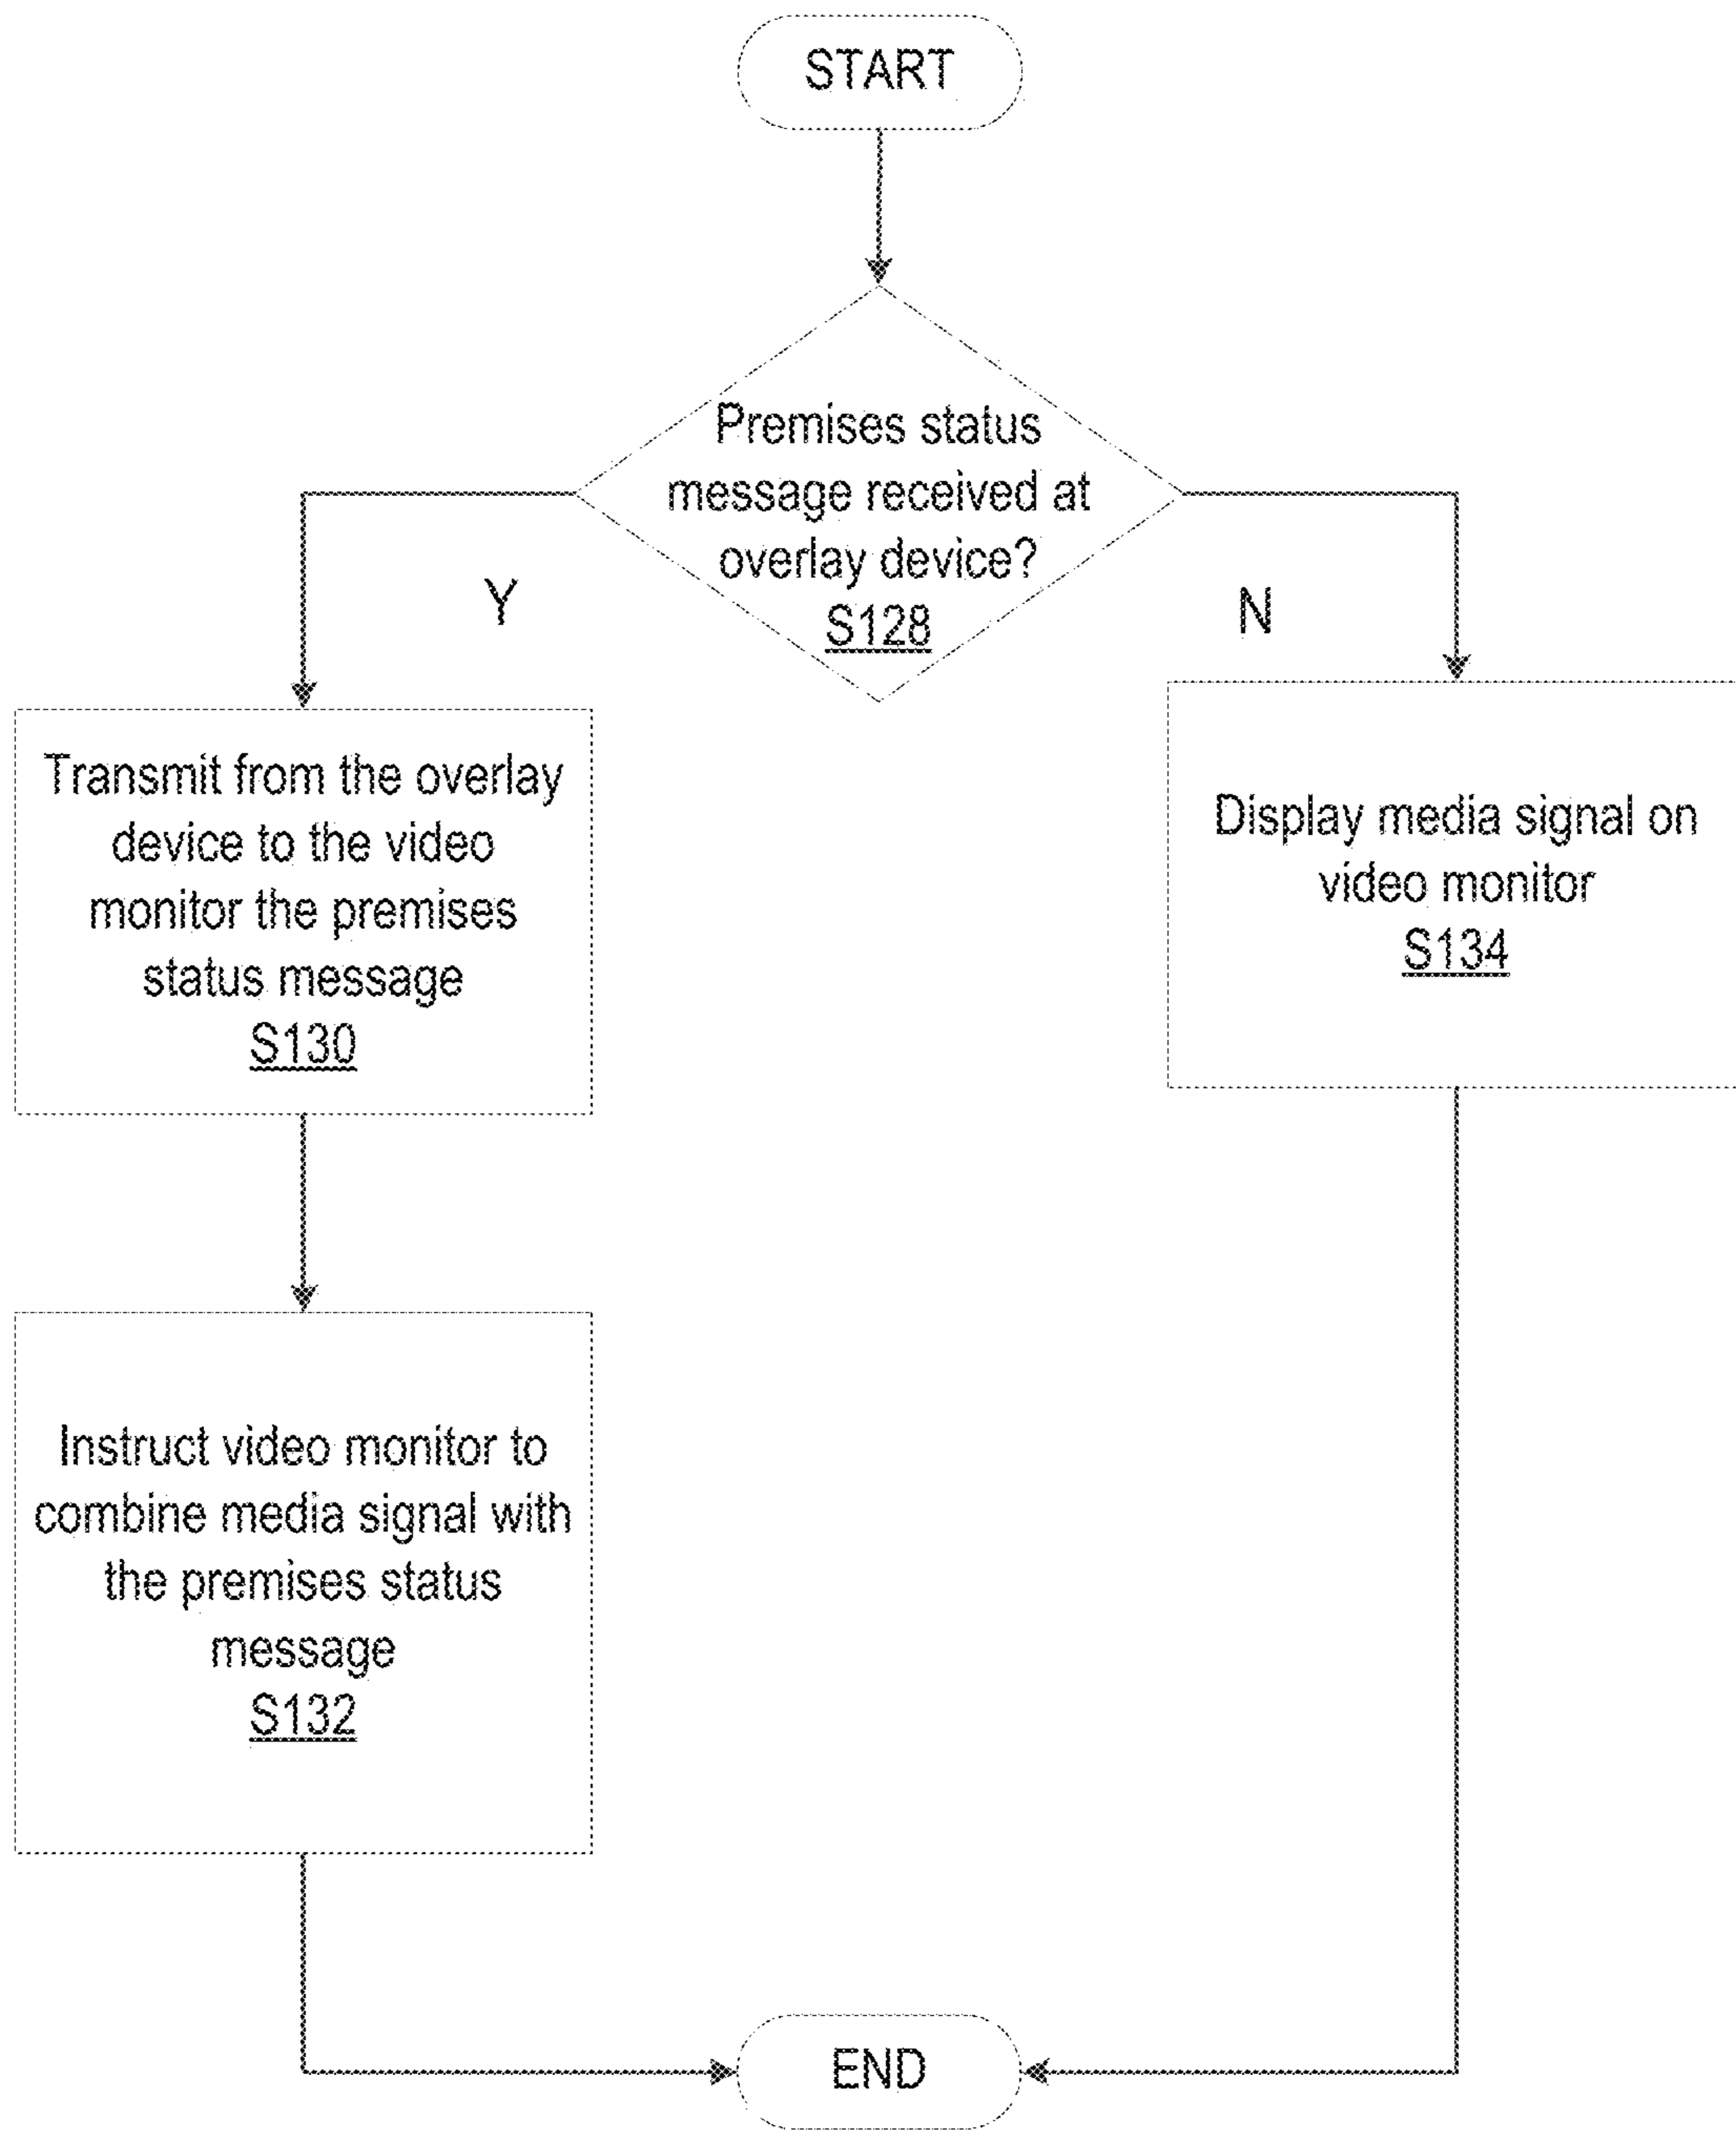 START
Premises status
message received at
overlay device?
S128
Y
N
Transmit from the overlay
device to the video
monitor the premises
status message
S130
Display media signal on
video monitor
S134
Instruct video monitor to
combine media signal with
the premises status
message
S132
END